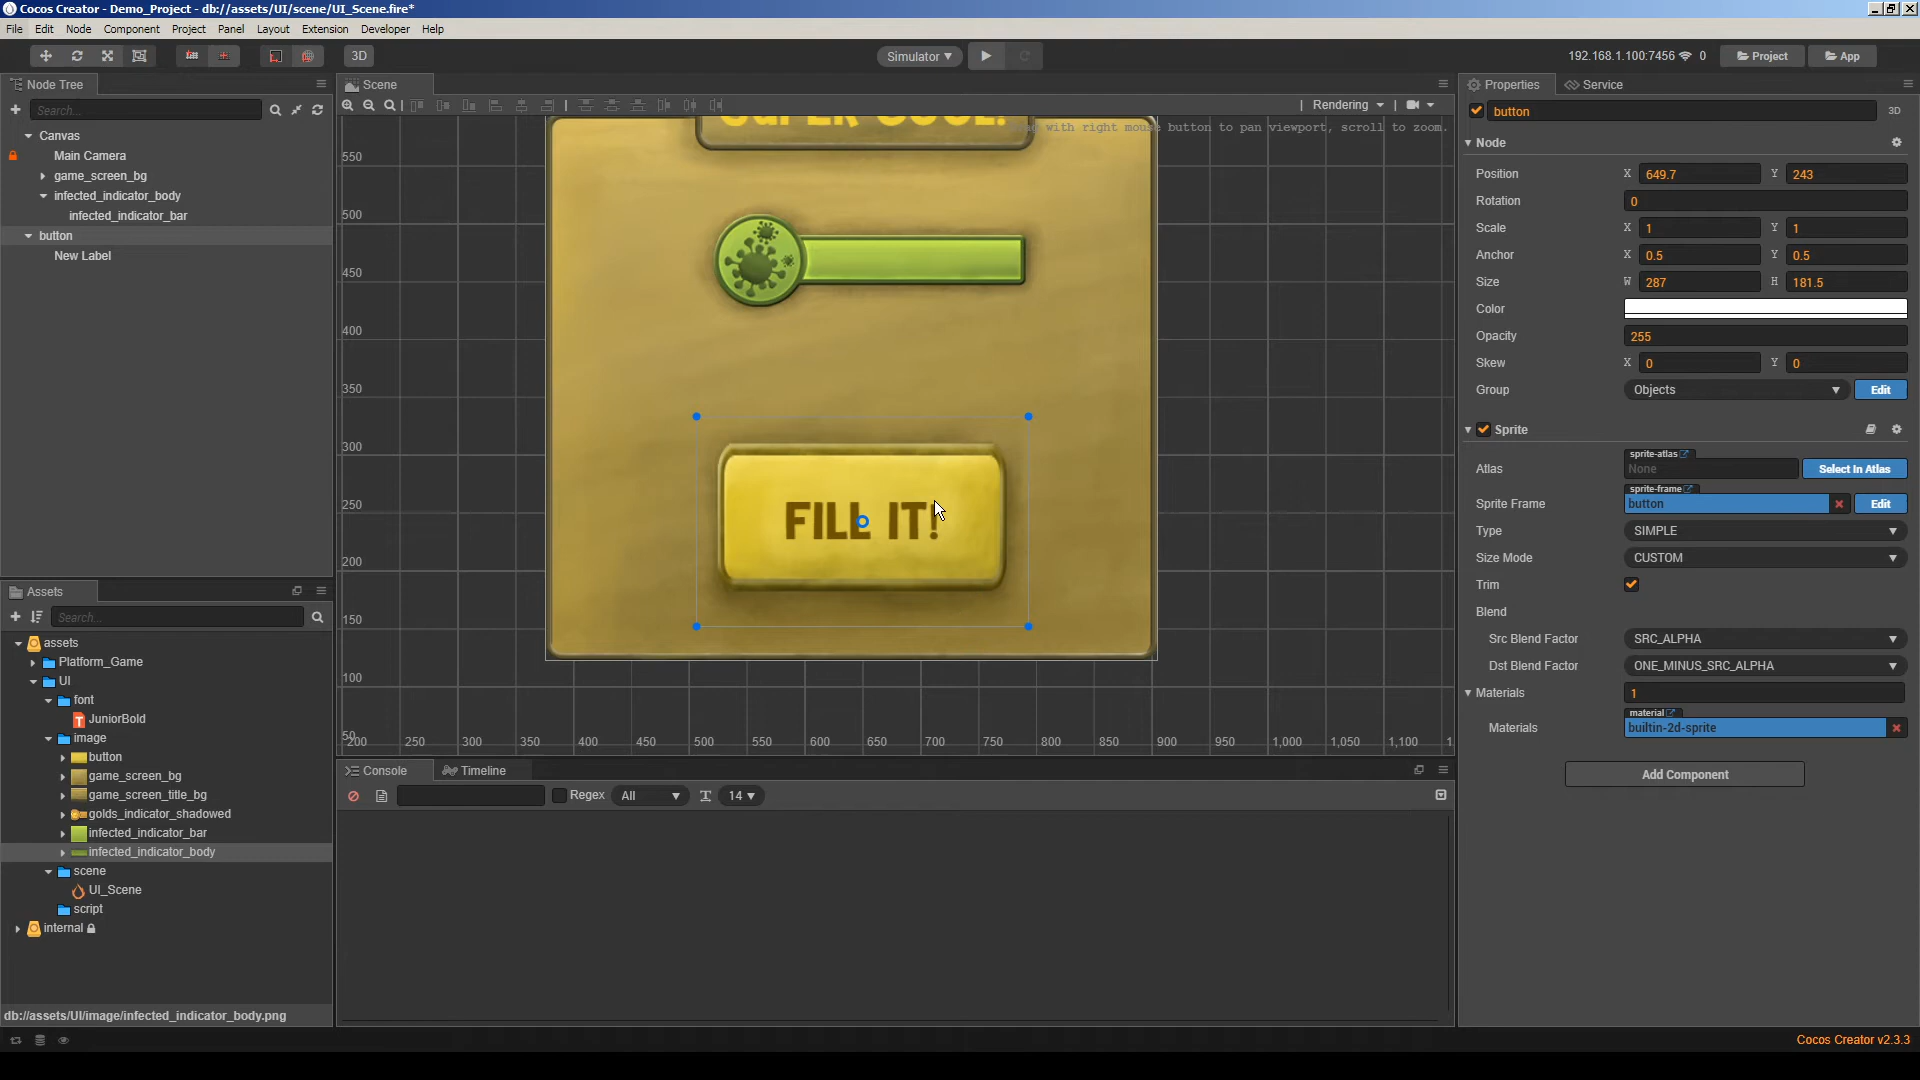 Cocos Creator - Demo_Project - db://assets/UI/scene/UI_Scene.fire*
File Edit Node Component Project Panel Layout Extension Developer Help
3D
Simulator
192.168.1.100:7456 0
Project
App
Node Tree
Search...
Canvas
Main Camera
game_screen_bg
infected_indicator_body
infected_indicator_bar
button
New Label
Scene
Rendering
with right mouse button to pan viewport, scroll to zoom.
SUPER COOL!
FILL IT!
550
500
450
400
350
300
250
200
150
100
50
200 250 300 350 400 450 500 550 600 650 700 750 800 850 900 950 1,000 1,050 1,100
Assets
Search...
assets
Platform_Game
UI
font
JuniorBold
image
button
game_screen_bg
game_screen_title_bg
golds_indicator_shadowed
infected_indicator_bar
infected_indicator_body
scene
UI_Scene
script
internal
db://assets/UI/image/infected_indicator_body.png
Console
Timeline
Regex
All
14
Properties
Service
button
3D
Node
Position X 649.7 Y 243
Rotation 0
Scale X 1 Y 1
Anchor X 0.5 Y 0.5
Size W 287 H 181.5
Color
Opacity 255
Skew X 0 Y 0
Group Objects Edit
Sprite
sprite-atlas
Atlas None Select In Atlas
sprite-frame
Sprite Frame button Edit
Type SIMPLE
Size Mode CUSTOM
Trim
Blend
Src Blend Factor SRC_ALPHA
Dst Blend Factor ONE_MINUS_SRC_ALPHA
Materials 1
material
Materials builtin-2d-sprite
Add Component
Cocos Creator v2.3.3